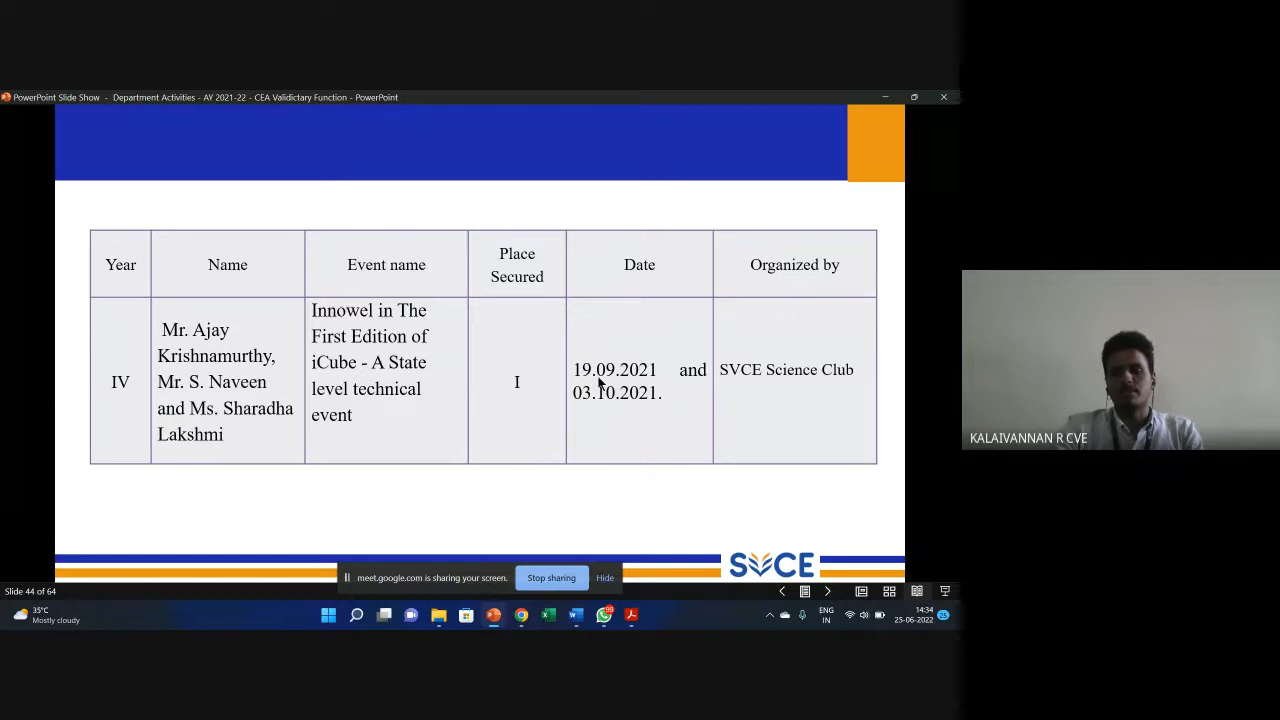 PowerPoint Slide Show - Department Activities - AY 2021-22 - CEA Validictary Function - PowerPoint
Year
Name
Event name
Place
Secured
Date
Organized by
IV
Mr. Ajay
Krishnamurthy,
Mr. S. Naveen
and Ms. Sharadha
Lakshmi
Innowel in The
First Edition of
iCube - A State
level technical
event
I
19.09.2021 and
03.10.2021.
SVCE Science Club
KALAIVANNAN R CVE
SVCE
meet.google.com is sharing your screen.
Stop sharing
Hide
Slide 44 of 64
35°C
Mostly cloudy
99
ENG
IN
14:34
25-06-2022
25